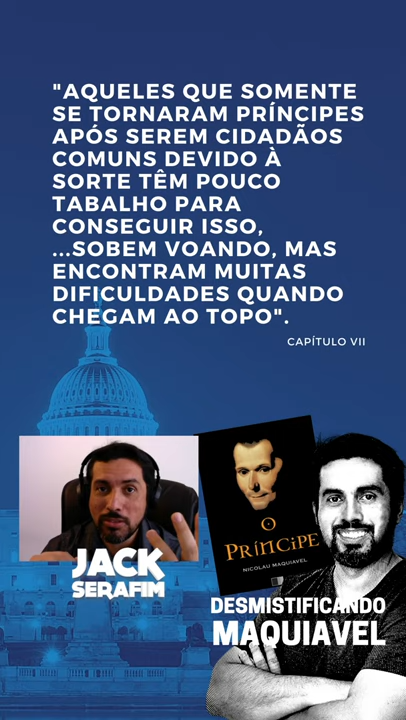 "AQUELES QUE SOMENTE
SE TORNARAM PRÍNCIPES
APÓS SEREM CIDADÃOS
COMUNS DEVIDO À
SORTE TÊM POUCO
TABALHO PARA
CONSEGUIR ISSO,
...SOBEM VOANDO, MAS
ENCONTRAM MUITAS
DIFICULDADES QUANDO
CHEGAM AO TOPO".
CAPÍTULO VII
O
PRÍNCIPE
NICOLAU MAQUIAVEL
JACK
SERAFIM
DESMISTIFICANDO
MAQUIAVEL